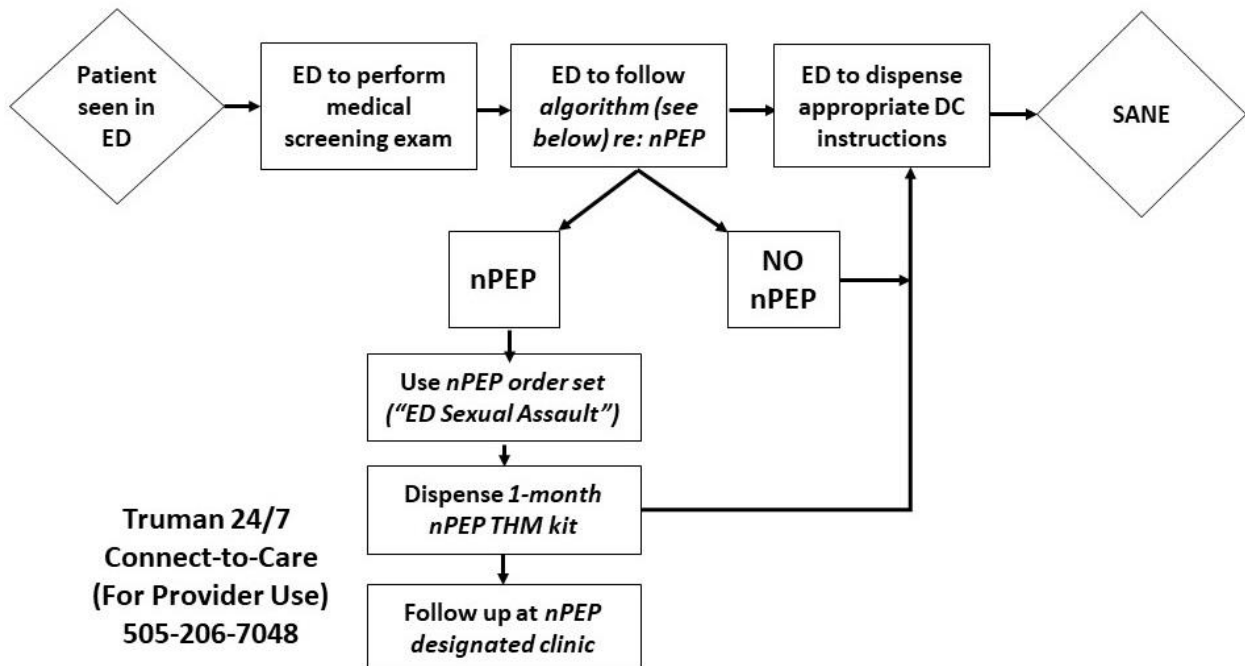 Patient
seen in
ED
ED to perform
medical
screening exam
ED to follow
algorithm (see
below) re: nPEP
ED to dispense
appropriate DC
instructions
SANE
nPEP
NO
nPEP
Use nPEP order set
(“ED Sexual Assault”)
Dispense 1-month
nPEP THM kit
Follow up at nPEP
designated clinic
Truman 24/7
Connect-to-Care
(For Provider Use)
505-206-7048